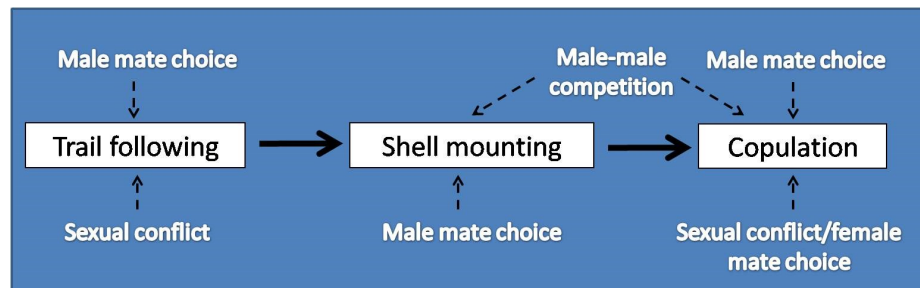 Male mate choice
Male-male
competition
Male mate choice
Trail following
Shell mounting
Copulation
Sexual conflict
Male mate choice
Sexual conflict/female
mate choice